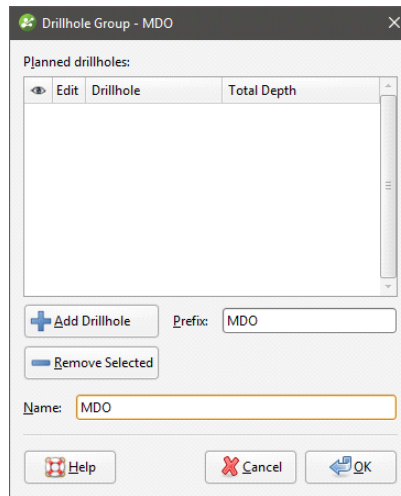 Drillhole Group - MDO
Planned drillholes:
Edit Drillhole Total Depth
Add Drillhole Prefix: MDO
Remove Selected
Name: MDO
Help Cancel OK